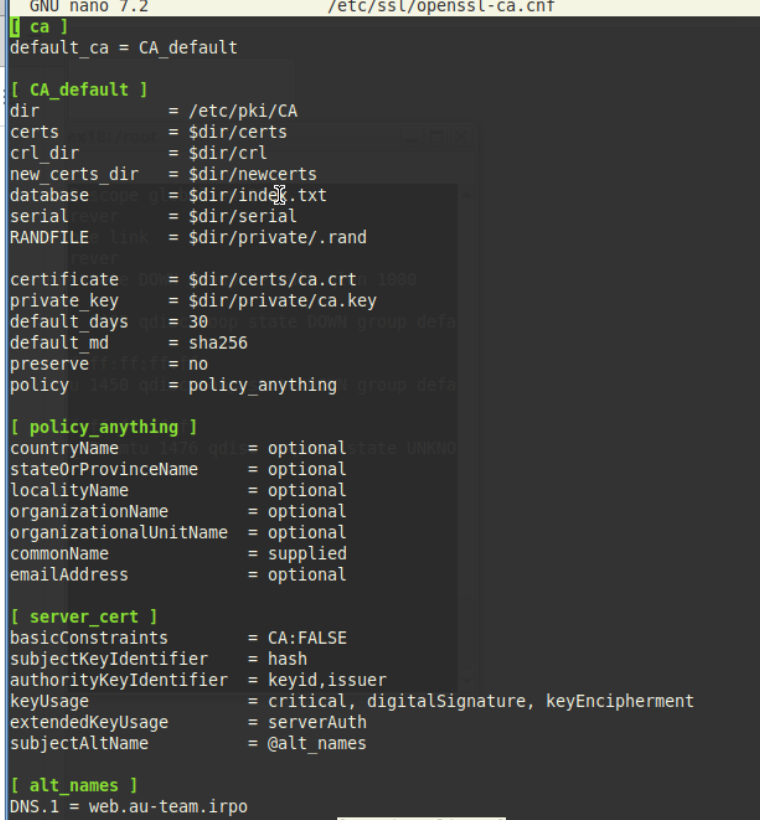 GNU nano 7.2 /etc/ssl/openssl-ca.cnf
[ ca ]
default_ca = CA_default
[ CA_default ]
dir = /etc/pki/CA
certs = $dir/certs
crl_dir = $dir/crl
new_certs_dir = $dir/newcerts
database = $dir/index.txt
serial = $dir/serial
RANDFILE = $dir/private/.rand
certificate = $dir/certs/ca.crt
private_key = $dir/private/ca.key
default_days = 30
default_md = sha256
preserve = no
policy = policy_anything
[ policy_anything ]
countryName = optional
stateOrProvinceName = optional
localityName = optional
organizationName = optional
organizationalUnitName = optional
commonName = supplied
emailAddress = optional
[ server_cert ]
basicConstraints = CA:FALSE
subjectKeyIdentifier = hash
authorityKeyIdentifier = keyid,issuer
keyUsage = critical, digitalSignature, keyEncipherment
extendedKeyUsage = serverAuth
subjectAltName = @alt_names
[ alt_names ]
DNS.1 = web.au-team.irpo